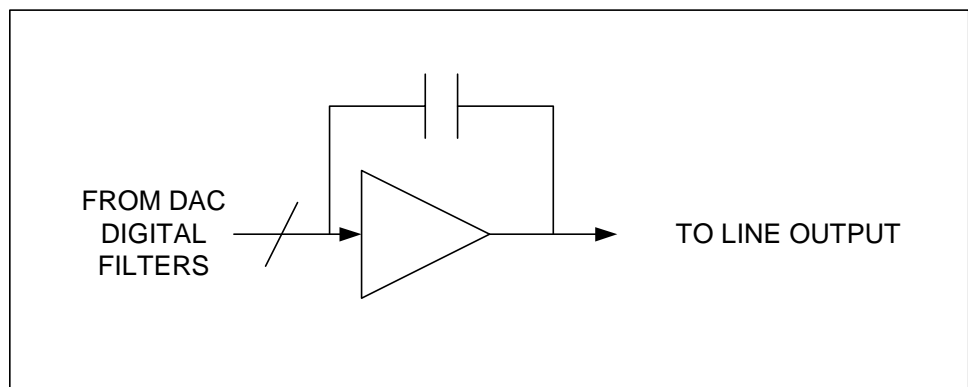 FROM DAC
DIGITAL
FILTERS
TO LINE OUTPUT